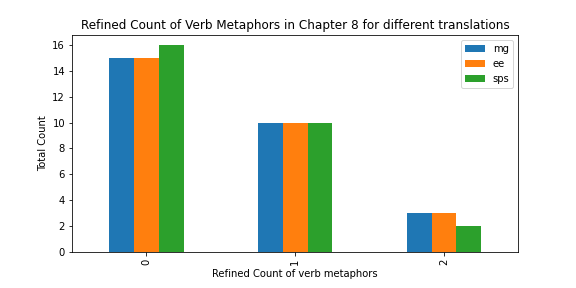 Refined Count of Verb Metaphors in Chapter 8 for different translations
16
14
12
10
8
6
4
2
0
Total Count
mg
ee
sps
0
1
2
Refined Count of verb metaphors